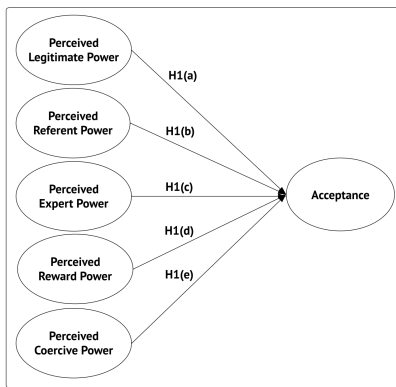 Perceived
Legitimate Power
H1(a)
Perceived
Referent Power
H1(b)
Perceived
Expert Power
H1(c)
Acceptance
Perceived
Reward Power
H1(d)
H1(e)
Perceived
Coercive Power